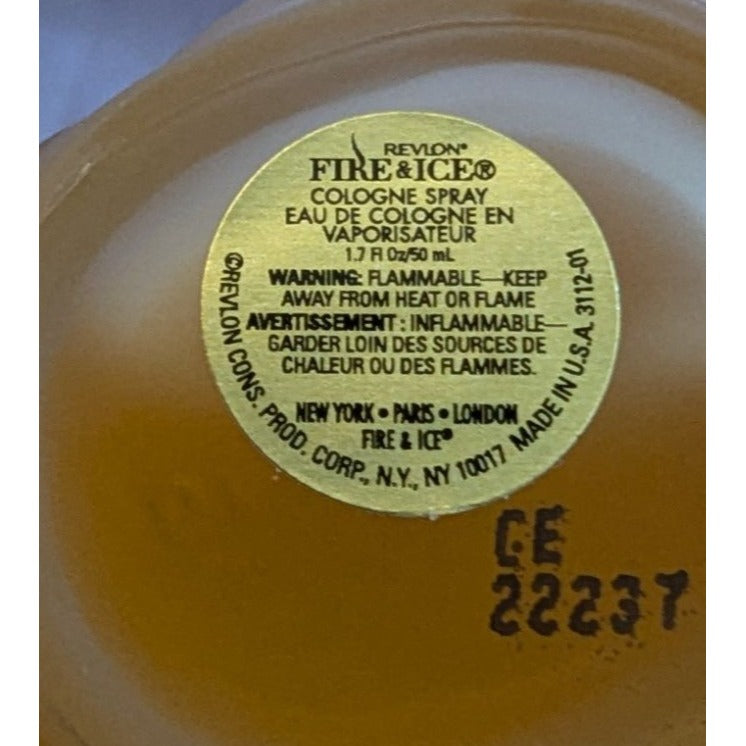 REVLON®
FIRE & ICE®
COLOGNE SPRAY
EAU DE COLOGNE EN
VAPORISATEUR
1.7 Fl Oz/50 mL
WARNING: FLAMMABLE—KEEP
AWAY FROM HEAT OR FLAME
AVERTISSEMENT : INFLAMMABLE—
GARDER LOIN DES SOURCES DE
CHALEUR OU DES FLAMMES.
NEW YORK • PARIS • LONDON
FIRE & ICE®
©REVLON CONS. PROD. CORP., N.Y., NY 10017 MADE IN U.S.A. 3112-01
CE
22237